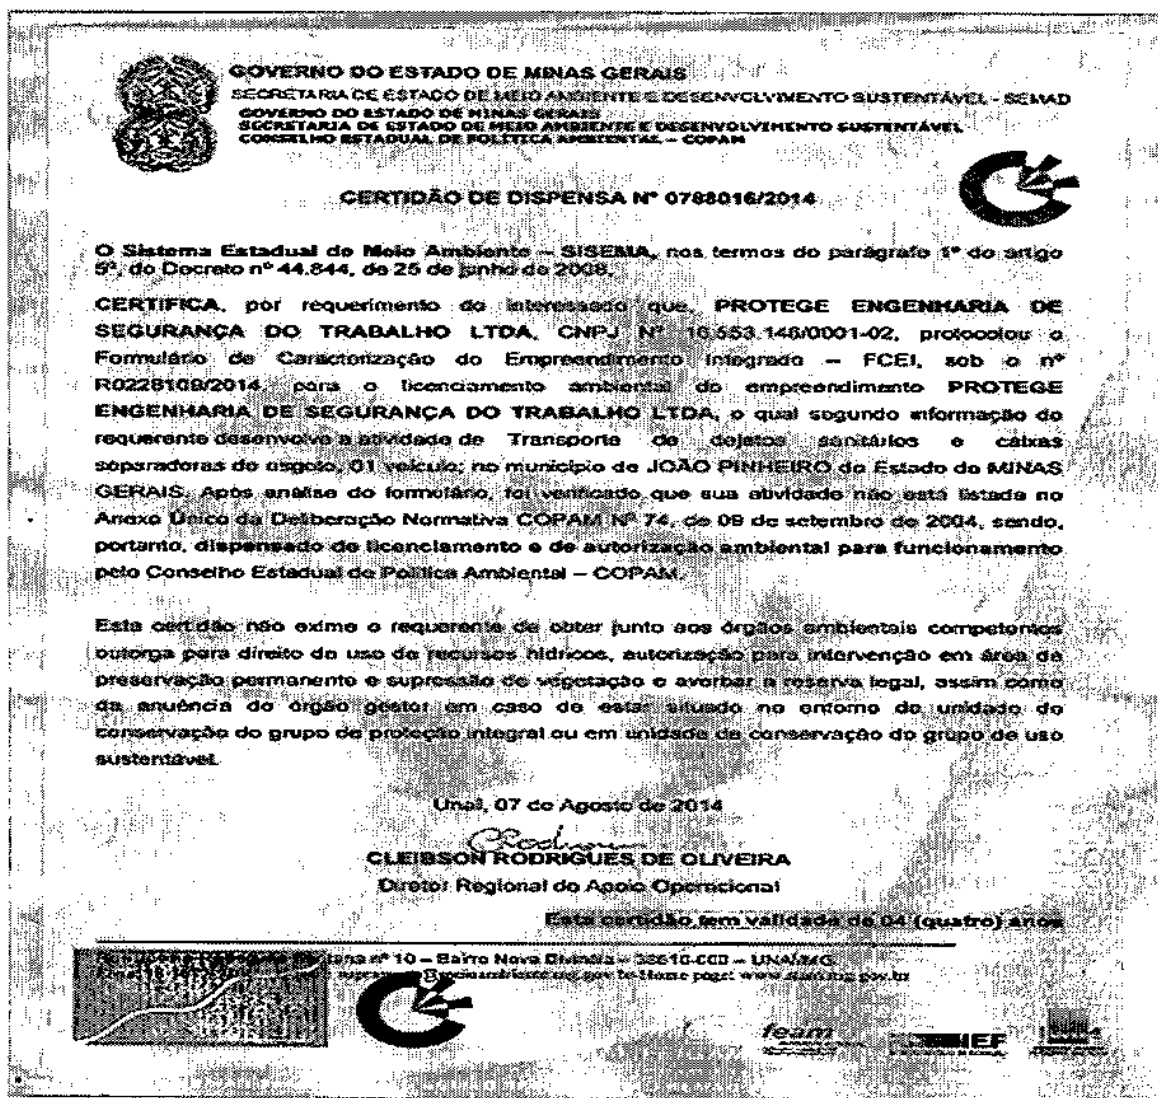 GOVERNO DO ESTADO DE MINAS GERAIS
SECRETARIA DE ESTADO DE MEIO AMBIENTE E DESENVOLVIMENTO SUSTENTÁVEL - SEMAD
GOVERNO DO ESTADO DE MINAS GERAIS
SECRETARIA DE ESTADO DE MEIO AMBIENTE E DESENVOLVIMENTO SUSTENTÁVEL
CONSELHO ESTADUAL DE POLÍTICA AMBIENTAL – COPAM
CERTIDÃO DE DISPENSA Nº 0788016/2014
O Sistema Estadual de Meio Ambiente – SISEMA, nos termos do parágrafo 1º do artigo
5º, do Decreto nº 44.844, de 25 de junho de 2008,
CERTIFICA, por requerimento do interessado que, PROTEGE ENGENHARIA DE
SEGURANÇA DO TRABALHO LTDA, CNPJ Nº 10.553.146/0001-02, protocolou o
Formulário de Caracterização do Empreendimento Integrado – FCEI, sob o nº
R0228109/2014, para o licenciamento ambiental do empreendimento PROTEGE
ENGENHARIA DE SEGURANÇA DO TRABALHO LTDA, o qual segundo informação do
requerente desenvolve a atividade de Transporte de dejetos sanitários e caixas
separadoras de esgoto, 01 veículo; no município de JOÃO PINHEIRO do Estado de MINAS
GERAIS. Após análise do formulário, foi verificado que sua atividade não está listada no
Anexo Único da Deliberação Normativa COPAM Nº 74, de 09 de setembro de 2004, sendo,
portanto, dispensado de licenciamento e de autorização ambiental para funcionamento
pelo Conselho Estadual de Política Ambiental – COPAM.
Esta certidão não exime o requerente de obter junto aos órgãos ambientais competentes
outorga para direito de uso de recursos hídricos, autorização para intervenção em área de
preservação permanente e supressão de vegetação e averbar a reserva legal, assim como
da anuência do órgão gestor em caso de estar situado no entorno de unidade de
conservação do grupo de proteção integral ou em unidade de conservação do grupo de uso
sustentável.
Unaí, 07 de Agosto de 2014
CLEIBSON RODRIGUES DE OLIVEIRA
Diretor Regional de Apoio Operacional
Esta certidão tem validade de 04 (quatro) anos
nº 10 – Bairro Nova Divinéia – 38610-000 – UNAÍ/MG
Home page: www.
feam
IEF